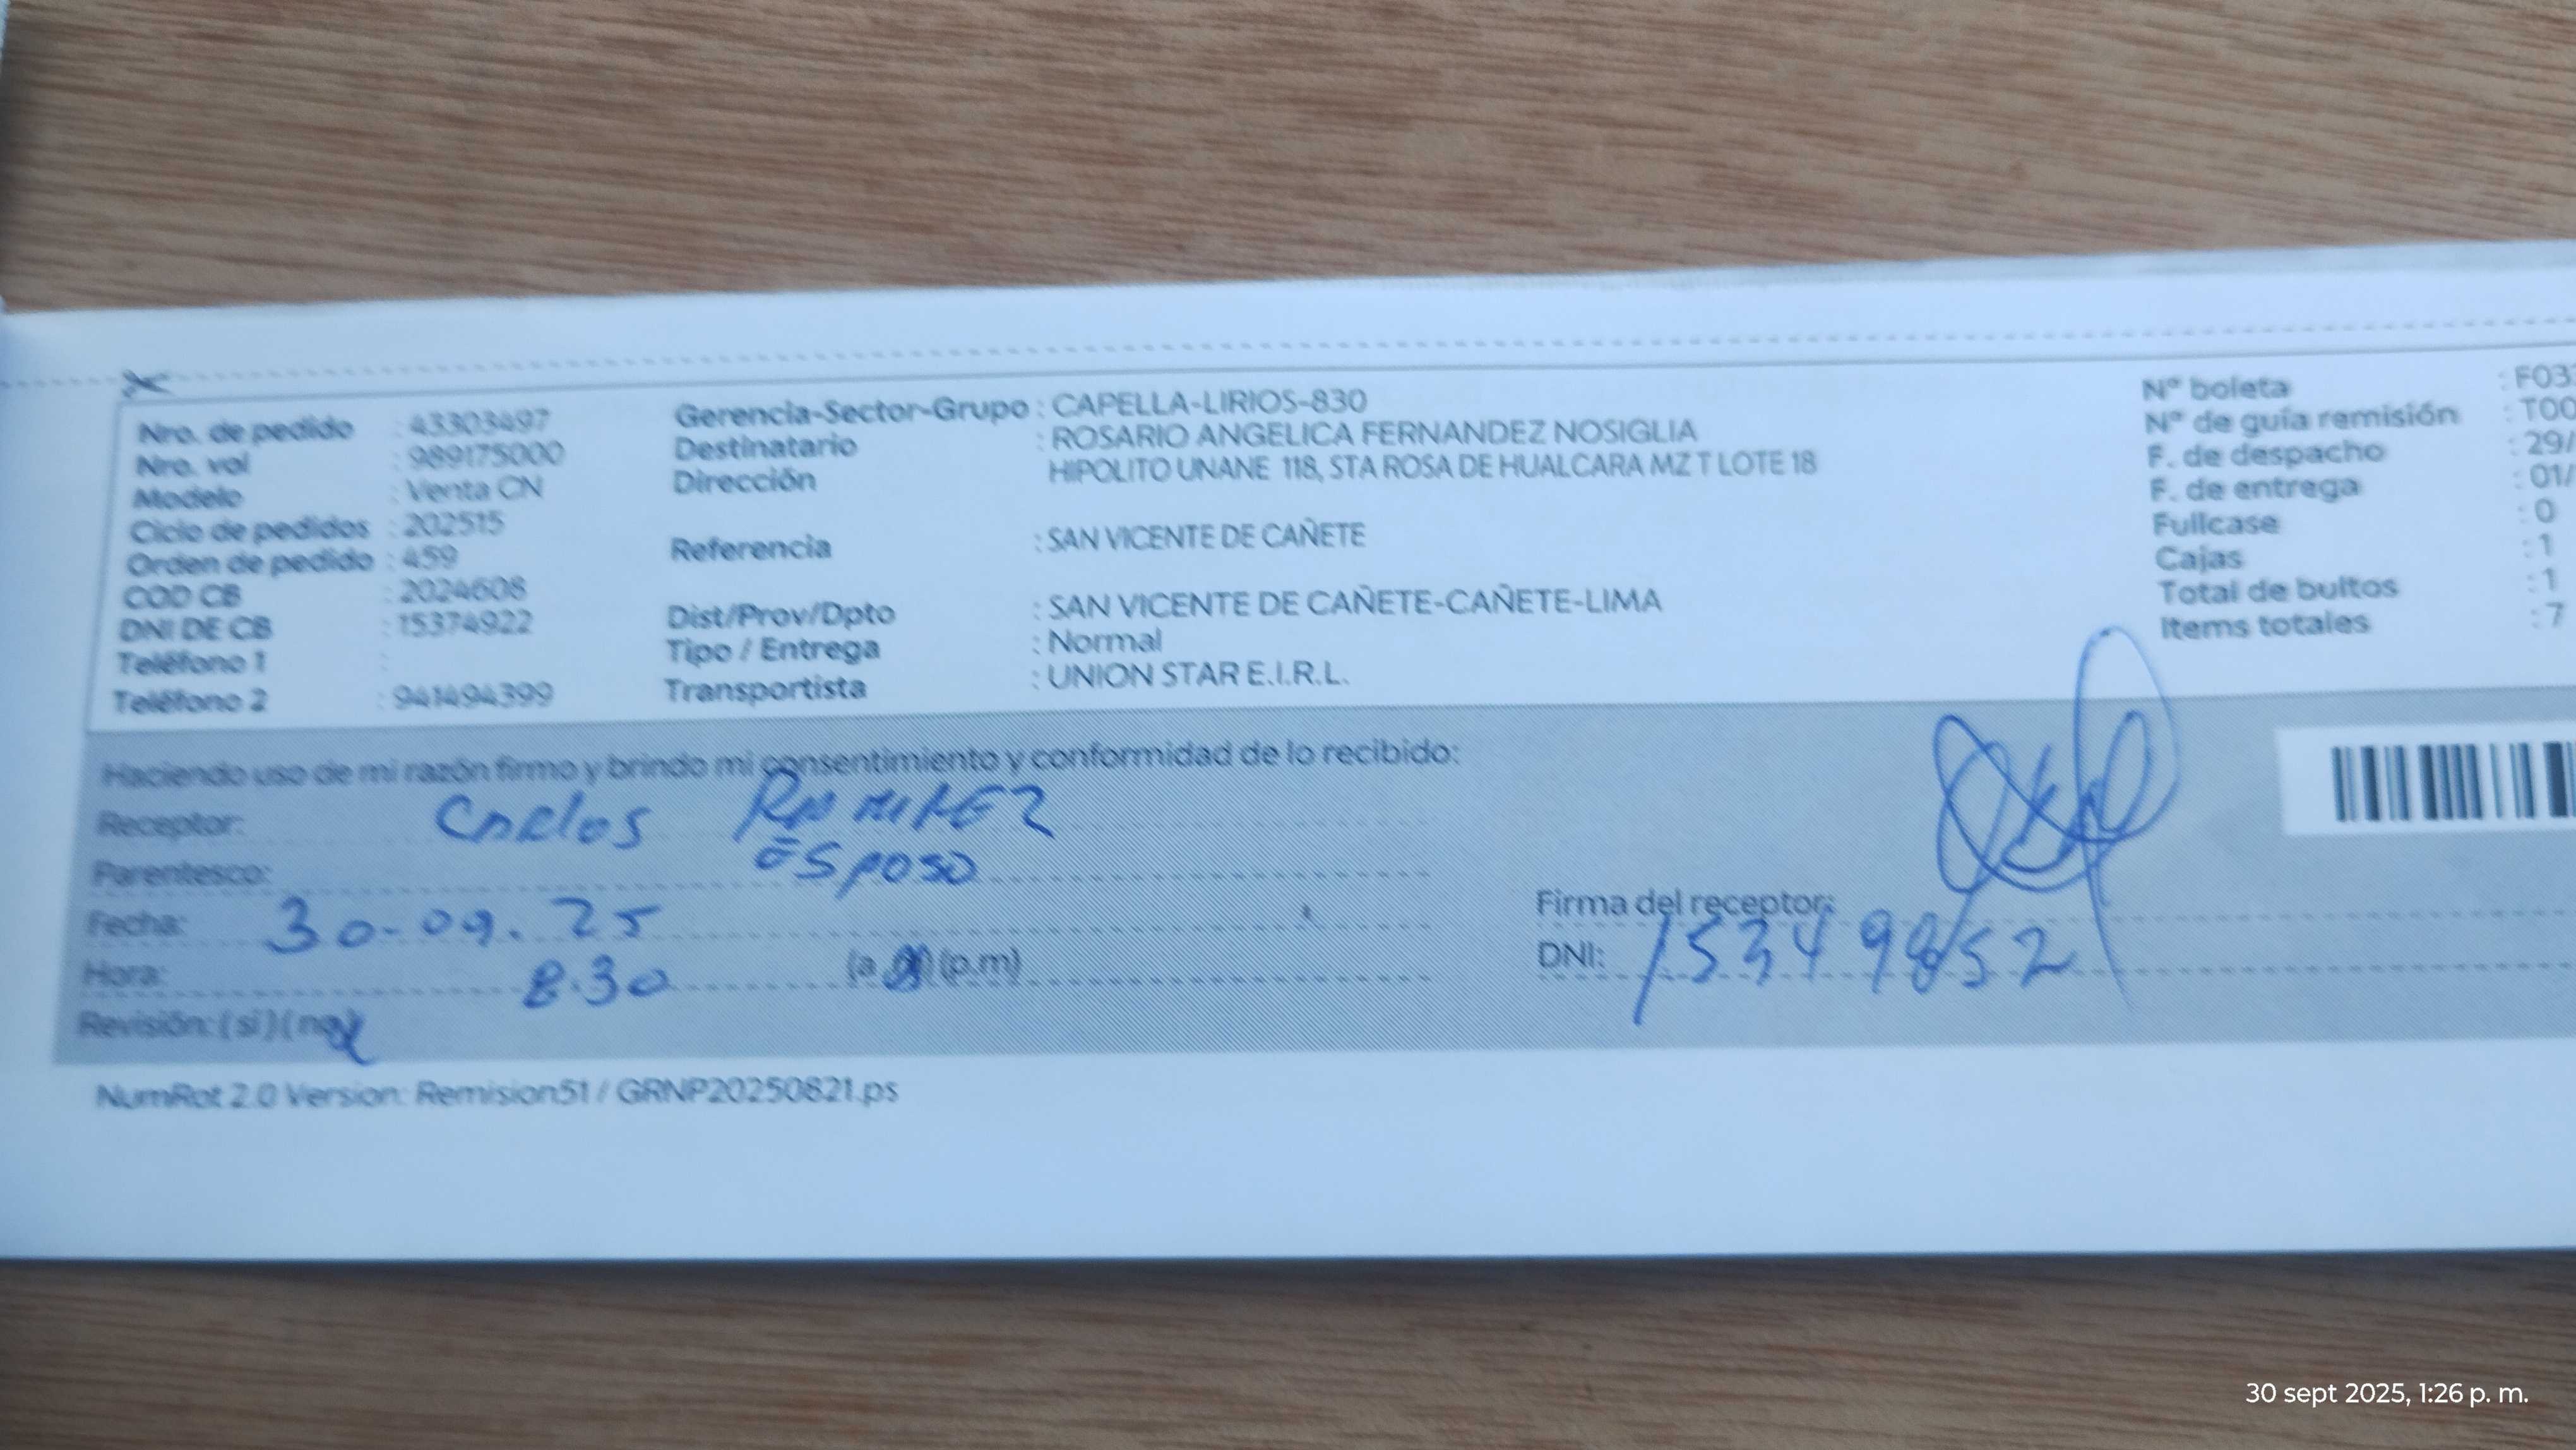 Nro. de pedido : 43303497
Nro. vol : 989175000
Modelo : Venta CN
Ciclo de pedidos : 202515
Orden de pedido : 459
COD CB : 2024608
DNI DE CB : 15374922
Teléfono 1 :
Teléfono 2 : 941494399
Gerencia-Sector-Grupo : CAPELLA-LIRIOS-830
Destinatario : ROSARIO ANGELICA FERNANDEZ NOSIGLIA
Dirección HIPOLITO UNANE 118, STA ROSA DE HUALCARA MZ T LOTE 18
Referencia : SAN VICENTE DE CAÑETE
Dist/Prov/Dpto : SAN VICENTE DE CAÑETE-CAÑETE-LIMA
Tipo / Entrega : Normal
Transportista : UNION STAR E.I.R.L.
Nº boleta : F03
Nº de guía remisión : T00
F. de despacho : 29/
F. de entrega : 01/
Fullcase : 0
Cajas : 1
Total de bultos : 1
Items totales : 7
Haciendo uso de mi razón firmo y brindo mi consentimiento y conformidad de lo recibido:
Receptor: Carlos Ramirez
Parentesco: Esposo
Fecha: 30-09.25
Hora: 8.30 (a (p.m)
Revisión: (si) (no)
Firma del receptor:
DNI: 15349852
NumRot 2.0 Version: Remision51 / GRNP20250821.ps
30 sept 2025, 1:26 p. m.